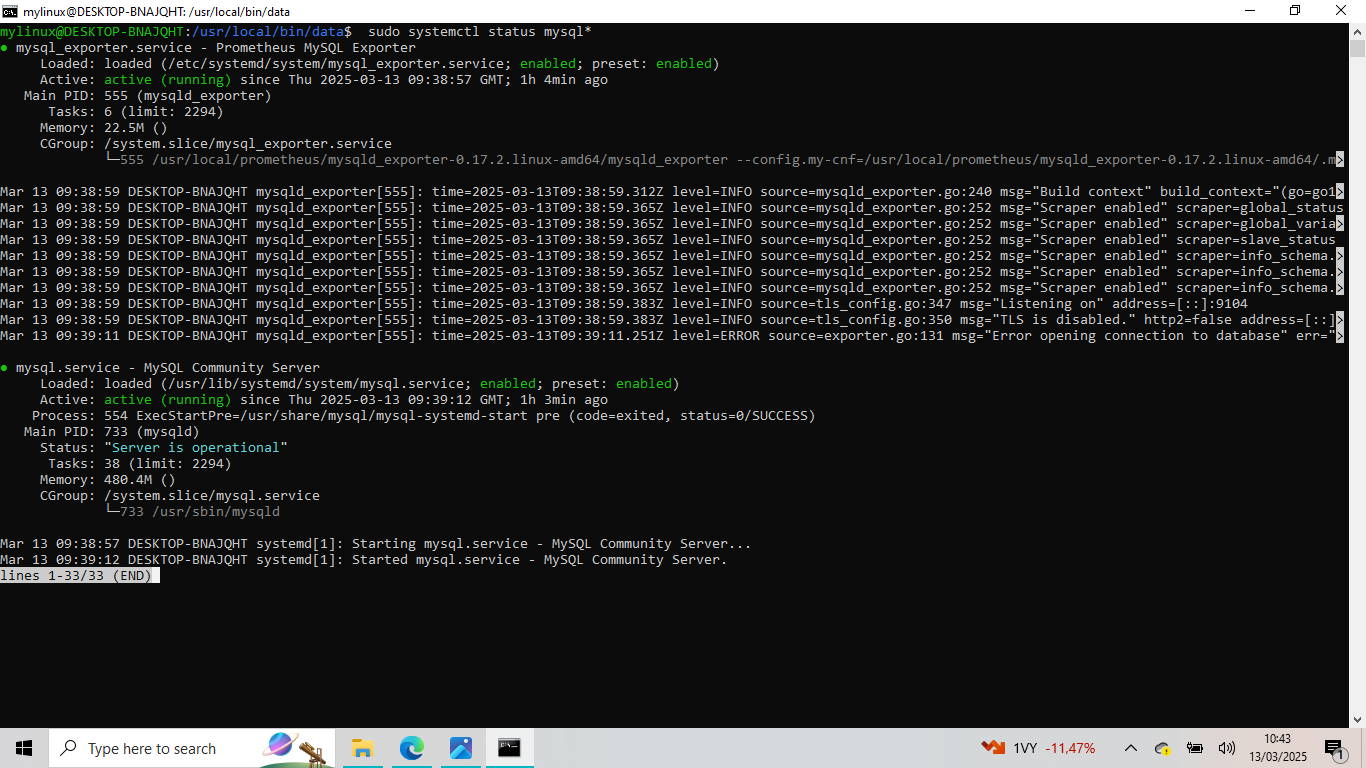 mylinux@DESKTOP-BNAJQHT: /usr/local/bin/data
mylinux@DESKTOP-BNAJQHT:/usr/local/bin/data$  sudo systemctl status mysql*
● mysql_exporter.service - Prometheus MySQL Exporter
     Loaded: loaded (/etc/systemd/system/mysql_exporter.service; enabled; preset: enabled)
     Active: active (running) since Thu 2025-03-13 09:38:57 GMT; 1h 4min ago
   Main PID: 555 (mysqld_exporter)
      Tasks: 6 (limit: 2294)
     Memory: 22.5M ()
     CGroup: /system.slice/mysql_exporter.service
             └─555 /usr/local/prometheus/mysqld_exporter-0.17.2.linux-amd64/mysqld_exporter --config.my-cnf=/usr/local/prometheus/mysqld_exporter-0.17.2.linux-amd64/.m>
Mar 13 09:38:59 DESKTOP-BNAJQHT mysqld_exporter[555]: time=2025-03-13T09:38:59.312Z level=INFO source=mysqld_exporter.go:240 msg="Build context" build_context="(go=go1>
Mar 13 09:38:59 DESKTOP-BNAJQHT mysqld_exporter[555]: time=2025-03-13T09:38:59.365Z level=INFO source=mysqld_exporter.go:252 msg="Scraper enabled" scraper=global_status
Mar 13 09:38:59 DESKTOP-BNAJQHT mysqld_exporter[555]: time=2025-03-13T09:38:59.365Z level=INFO source=mysqld_exporter.go:252 msg="Scraper enabled" scraper=global_varia>
Mar 13 09:38:59 DESKTOP-BNAJQHT mysqld_exporter[555]: time=2025-03-13T09:38:59.365Z level=INFO source=mysqld_exporter.go:252 msg="Scraper enabled" scraper=slave_status
Mar 13 09:38:59 DESKTOP-BNAJQHT mysqld_exporter[555]: time=2025-03-13T09:38:59.365Z level=INFO source=mysqld_exporter.go:252 msg="Scraper enabled" scraper=info_schema.>
Mar 13 09:38:59 DESKTOP-BNAJQHT mysqld_exporter[555]: time=2025-03-13T09:38:59.365Z level=INFO source=mysqld_exporter.go:252 msg="Scraper enabled" scraper=info_schema.>
Mar 13 09:38:59 DESKTOP-BNAJQHT mysqld_exporter[555]: time=2025-03-13T09:38:59.365Z level=INFO source=mysqld_exporter.go:252 msg="Scraper enabled" scraper=info_schema.>
Mar 13 09:38:59 DESKTOP-BNAJQHT mysqld_exporter[555]: time=2025-03-13T09:38:59.383Z level=INFO source=tls_config.go:347 msg="Listening on" address=[::]:9104
Mar 13 09:38:59 DESKTOP-BNAJQHT mysqld_exporter[555]: time=2025-03-13T09:38:59.383Z level=INFO source=tls_config.go:350 msg="TLS is disabled." http2=false address=[::]>
Mar 13 09:39:11 DESKTOP-BNAJQHT mysqld_exporter[555]: time=2025-03-13T09:39:11.251Z level=ERROR source=exporter.go:131 msg="Error opening connection to database" err=">
● mysql.service - MySQL Community Server
     Loaded: loaded (/usr/lib/systemd/system/mysql.service; enabled; preset: enabled)
     Active: active (running) since Thu 2025-03-13 09:39:12 GMT; 1h 3min ago
    Process: 554 ExecStartPre=/usr/share/mysql/mysql-systemd-start pre (code=exited, status=0/SUCCESS)
   Main PID: 733 (mysqld)
     Status: "Server is operational"
      Tasks: 38 (limit: 2294)
     Memory: 480.4M ()
     CGroup: /system.slice/mysql.service
             └─733 /usr/sbin/mysqld
Mar 13 09:38:57 DESKTOP-BNAJQHT systemd[1]: Starting mysql.service - MySQL Community Server...
Mar 13 09:39:12 DESKTOP-BNAJQHT systemd[1]: Started mysql.service - MySQL Community Server.
lines 1-33/33 (END)
Type here to search
1VY -11,47%
10:43
13/03/2025
1